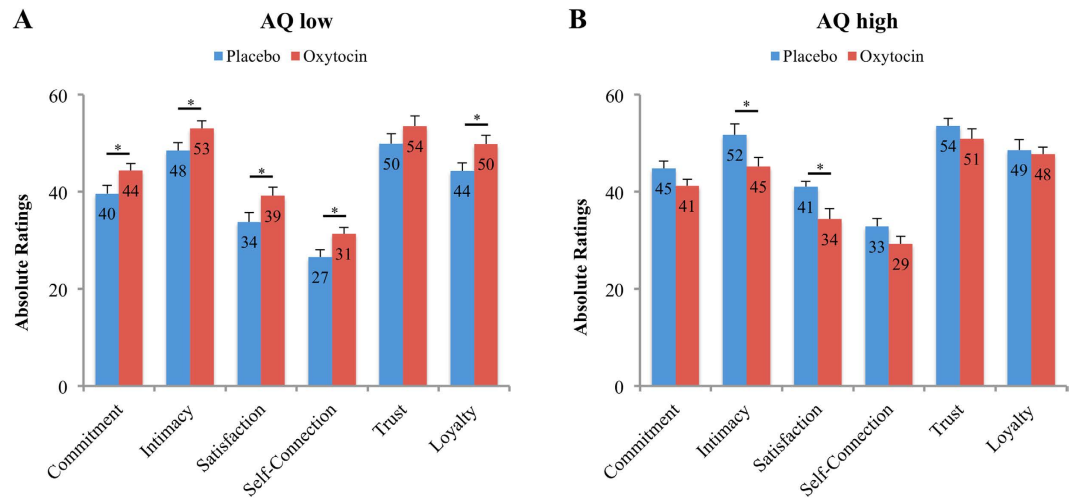 A
AQ low
Placebo Oxytocin
Absolute Ratings
60
40
20
0
* * * * *
40 44 48 53 34 39 27 31 50 54 44 50
Commitment
Intimacy
Satisfaction
Self-Connection
Trust
Loyalty
B
AQ high
Placebo Oxytocin
Absolute Ratings
60
40
20
0
* *
45 41 52 45 41 34 33 29 54 51 49 48
Commitment
Intimacy
Satisfaction
Self-Connection
Trust
Loyalty